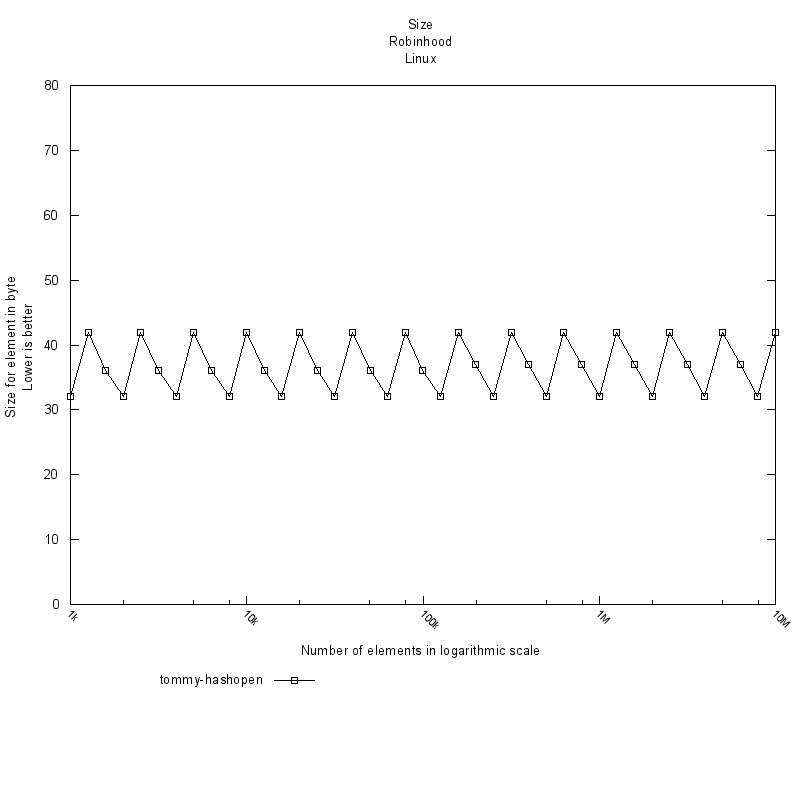 Size
Robinhood
Linux
80
70
60
50
40
30
20
10
0
Size for element in byte
Lower is better
1k
10k
100k
1M
10M
Number of elements in logarithmic scale
tommy-hashopen